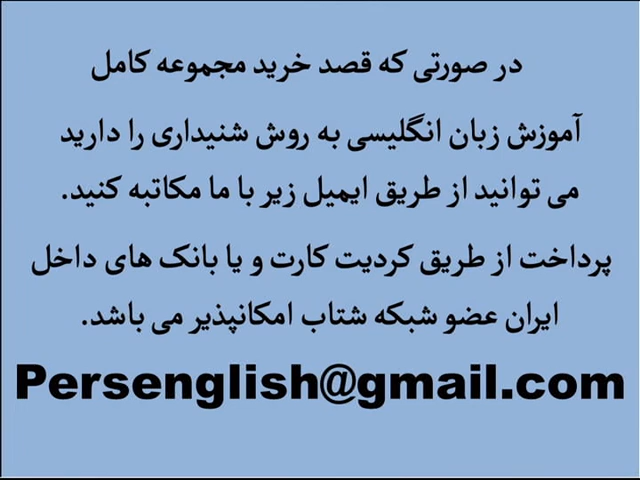 در صورتی که قصد خرید مجموعه کامل
آموزش زبان انگلیسی به روش شنیداری را دارید
می توانید از طریق ایمیل زیر با ما مکاتبه کنید.
پرداخت از طریق کردیت کارت و یا بانک های داخل
ایران عضو شبکه شتاب امکانپذیر می باشد.
Persenglish@gmail.com